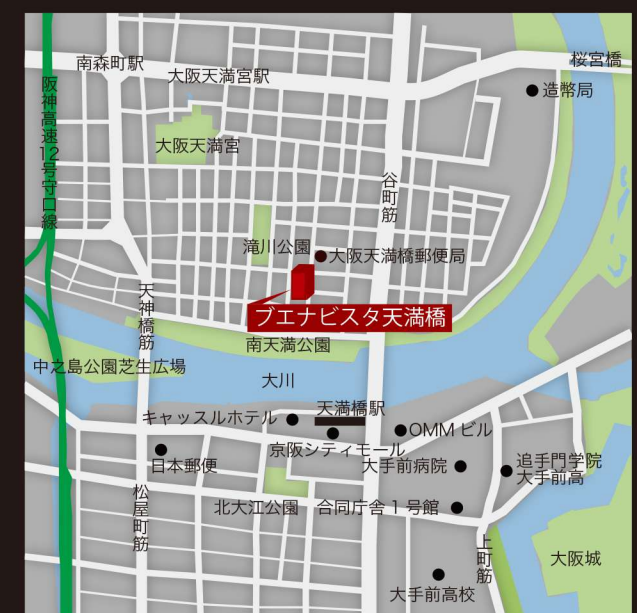 桜宮橋
南森町駅
大阪天満宮駅
造幣局
阪神高速12号守口線
大阪天満宮
谷町筋
滝川公園
大阪天満橋郵便局
天神橋筋
ブエナビスタ天満橋
南天満公園
中之島公園芝生広場
大川
キャッスルホテル
天満橋駅
OMMビル
京阪シティモール
日本郵便
大手前病院
追手門学院
大手前高
松屋町筋
北大江公園
合同庁舎1号館
上町筋
大阪城
大手前高校